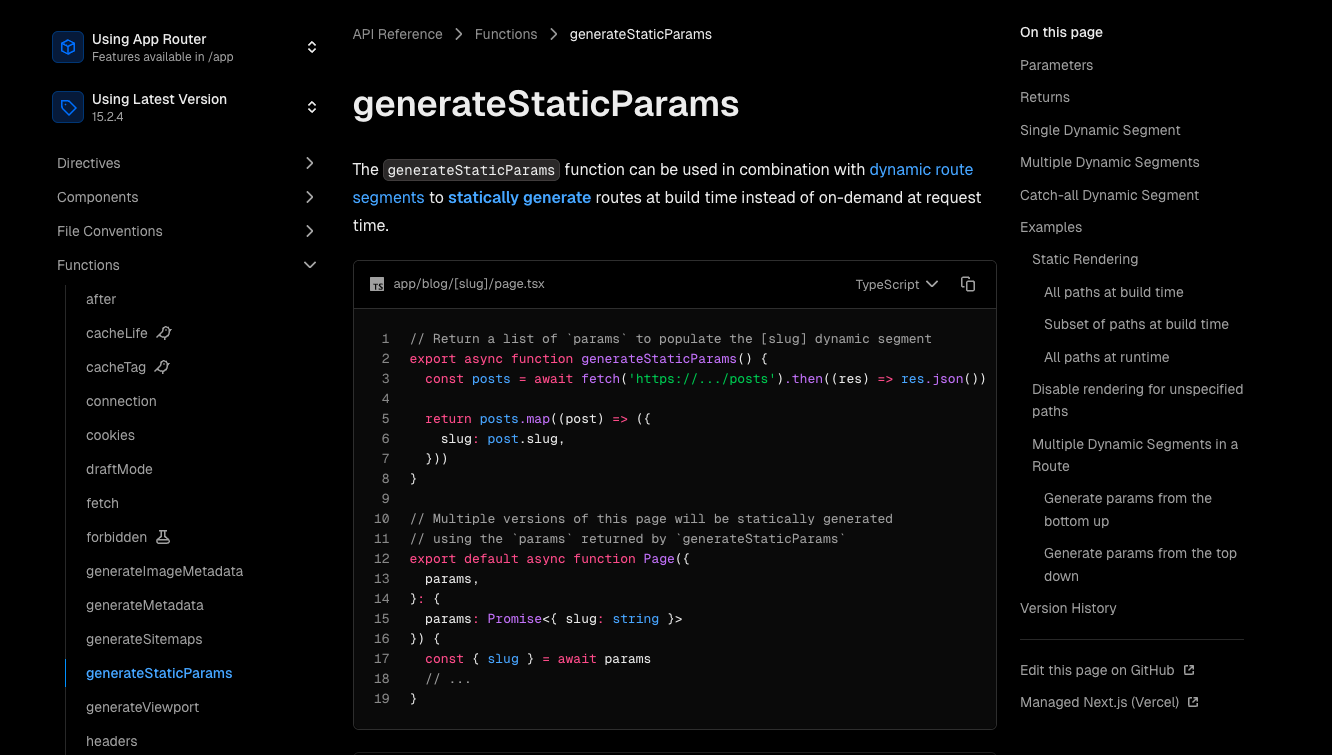 Using App Router
Features available in /app
Using Latest Version
15.2.4
Directives
Components
File Conventions
Functions
after
cacheLife
cacheTag
connection
cookies
draftMode
fetch
forbidden
generateImageMetadata
generateMetadata
generateSitemaps
generateStaticParams
generateViewport
headers
API Reference > Functions > generateStaticParams
generateStaticParams
The generateStaticParams function can be used in combination with dynamic route
segments to statically generate routes at build time instead of on-demand at request
time.
TS app/blog/[slug]/page.tsx TypeScript
1 // Return a list of `params` to populate the [slug] dynamic segment
2 export async function generateStaticParams() {
3   const posts = await fetch('https://.../posts').then((res) => res.json())
4
5   return posts.map((post) => ({
6     slug: post.slug,
7   }))
8 }
9
10 // Multiple versions of this page will be statically generated
11 // using the `params` returned by `generateStaticParams`
12 export default async function Page({
13   params,
14 }: {
15   params: Promise<{ slug: string }>
16 }) {
17   const { slug } = await params
18   // ...
19 }
On this page
Parameters
Returns
Single Dynamic Segment
Multiple Dynamic Segments
Catch-all Dynamic Segment
Examples
Static Rendering
All paths at build time
Subset of paths at build time
All paths at runtime
Disable rendering for unspecified
paths
Multiple Dynamic Segments in a
Route
Generate params from the
bottom up
Generate params from the top
down
Version History
Edit this page on GitHub
Managed Next.js (Vercel)